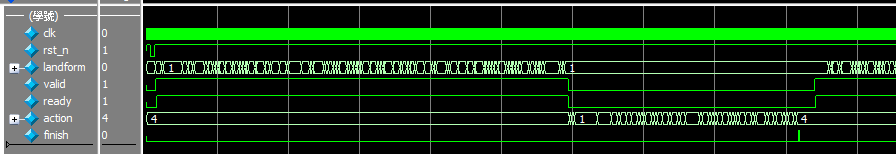 (學號)
clk 0
rst_n 1
landform 0 1 1
valid 1
ready 1
action 4 4 1 4
finish 0